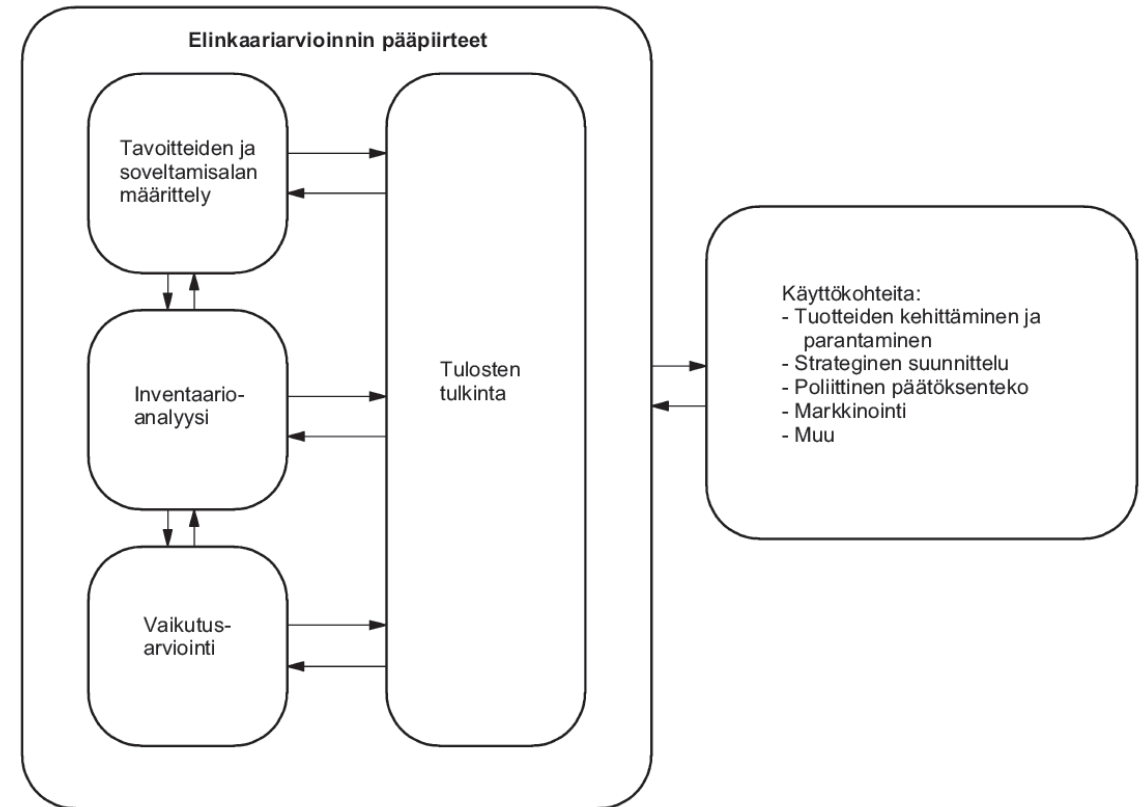 Elinkaariarvioinnin pääpiirteet
Tavoitteiden ja
soveltamisalan
määrittely
Inventaario-
analyysi
Vaikutus-
arviointi
Tulosten
tulkinta
Käyttökohteita:
- Tuotteiden kehittäminen ja
parantaminen
- Strateginen suunnittelu
- Poliittinen päätöksenteko
- Markkinointi
- Muu